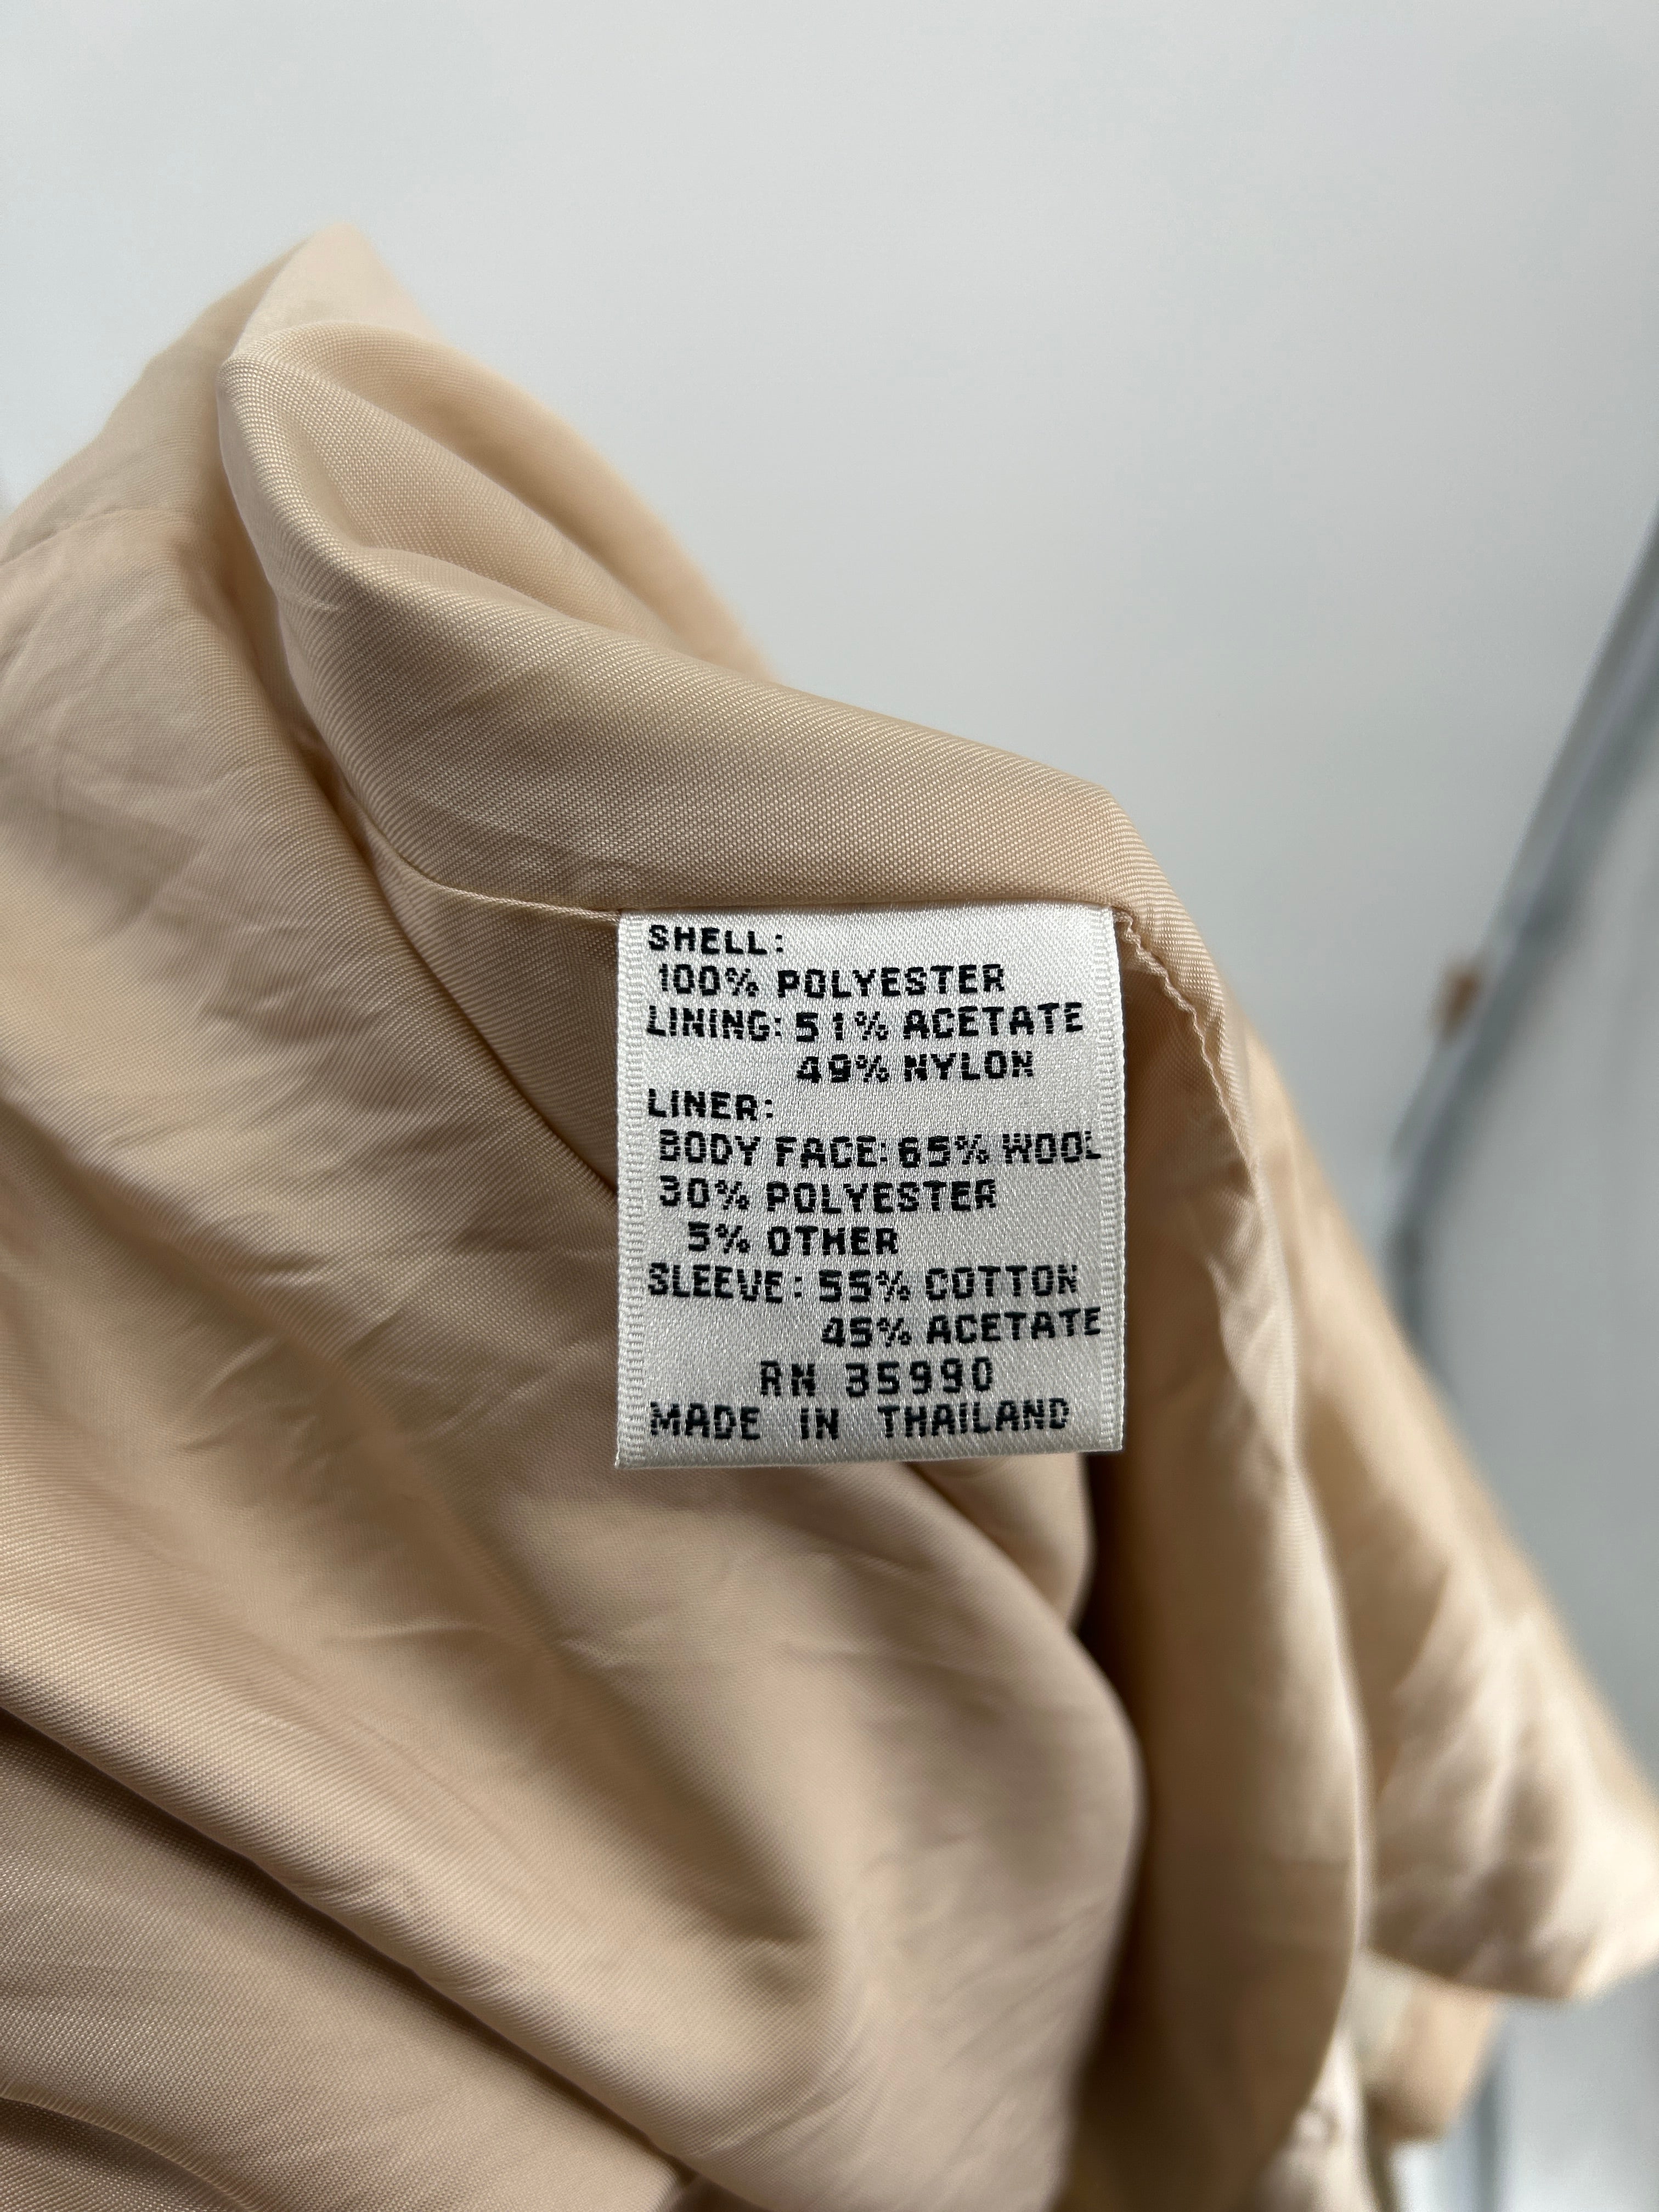 SHELL:
100% POLYESTER
LINING: 51% ACETATE
49% NYLON
LINER:
BODY FACE: 65% WOOL
30% POLYESTER
5% OTHER
SLEEVE: 55% COTTON
45% ACETATE
RN 35990
MADE IN THAILAND